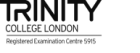 TRINITY
COLLEGE LONDON
Registered Examination Centre 5915